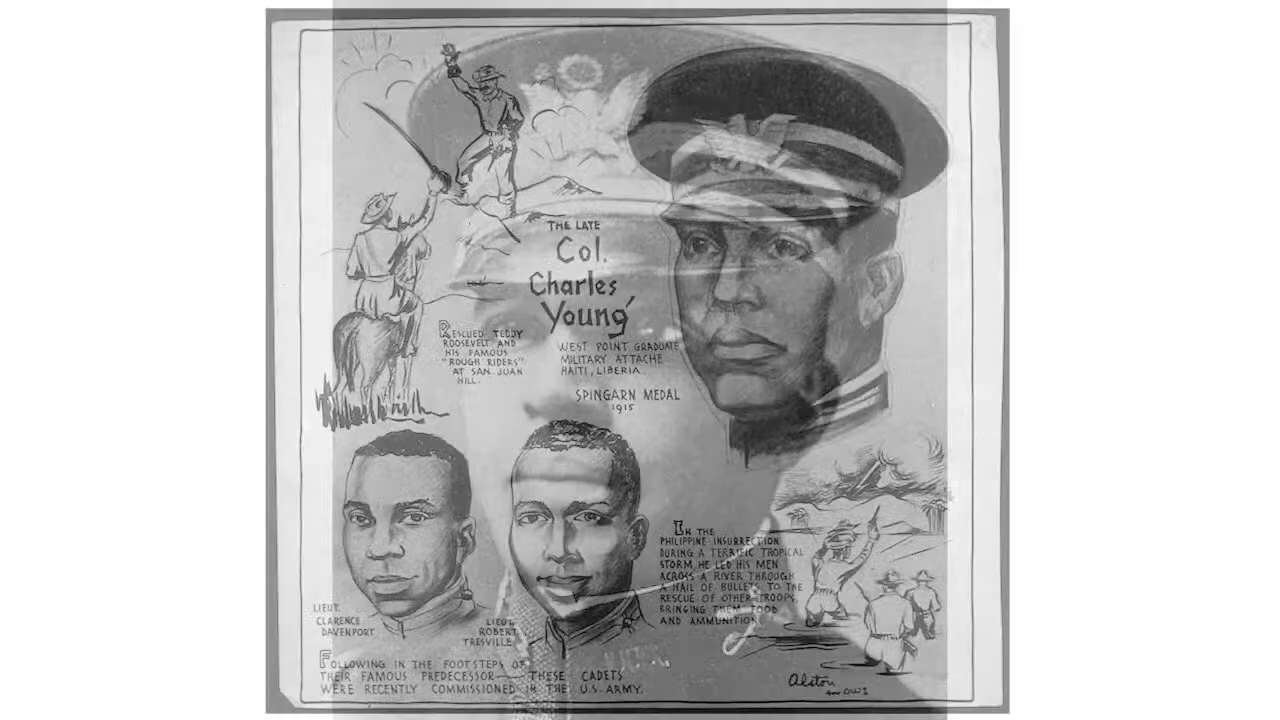 THE LATE
Col.
Charles
Young
RESCUED TEDDY
ROOSEVELT AND
HIS FAMOUS
"ROUGH RIDERS"
AT SAN JUAN
HILL.
WEST POINT GRADUATE
MILITARY ATTACHE
HAITI, LIBERIA.
SPINGARN MEDAL
1915
IN THE
PHILIPPINE INSURRECTION
DURING A TERRIFIC TROPICAL
STORM, HE LED HIS MEN
ACROSS A RIVER THROUGH
A HAIL OF BULLETS TO THE
RESCUE OF OTHER TROOPS,
BRINGING THEM FOOD
AND AMMUNITION.
LIEUT.
CLARENCE
DAVENPORT
LIEUT.
ROBERT
TRESVILLE
FOLLOWING IN THE FOOTSTEPS OF
THEIR FAMOUS PREDECESSOR — THESE CADETS
WERE RECENTLY COMMISSIONED IN THE U.S. ARMY.
Alston